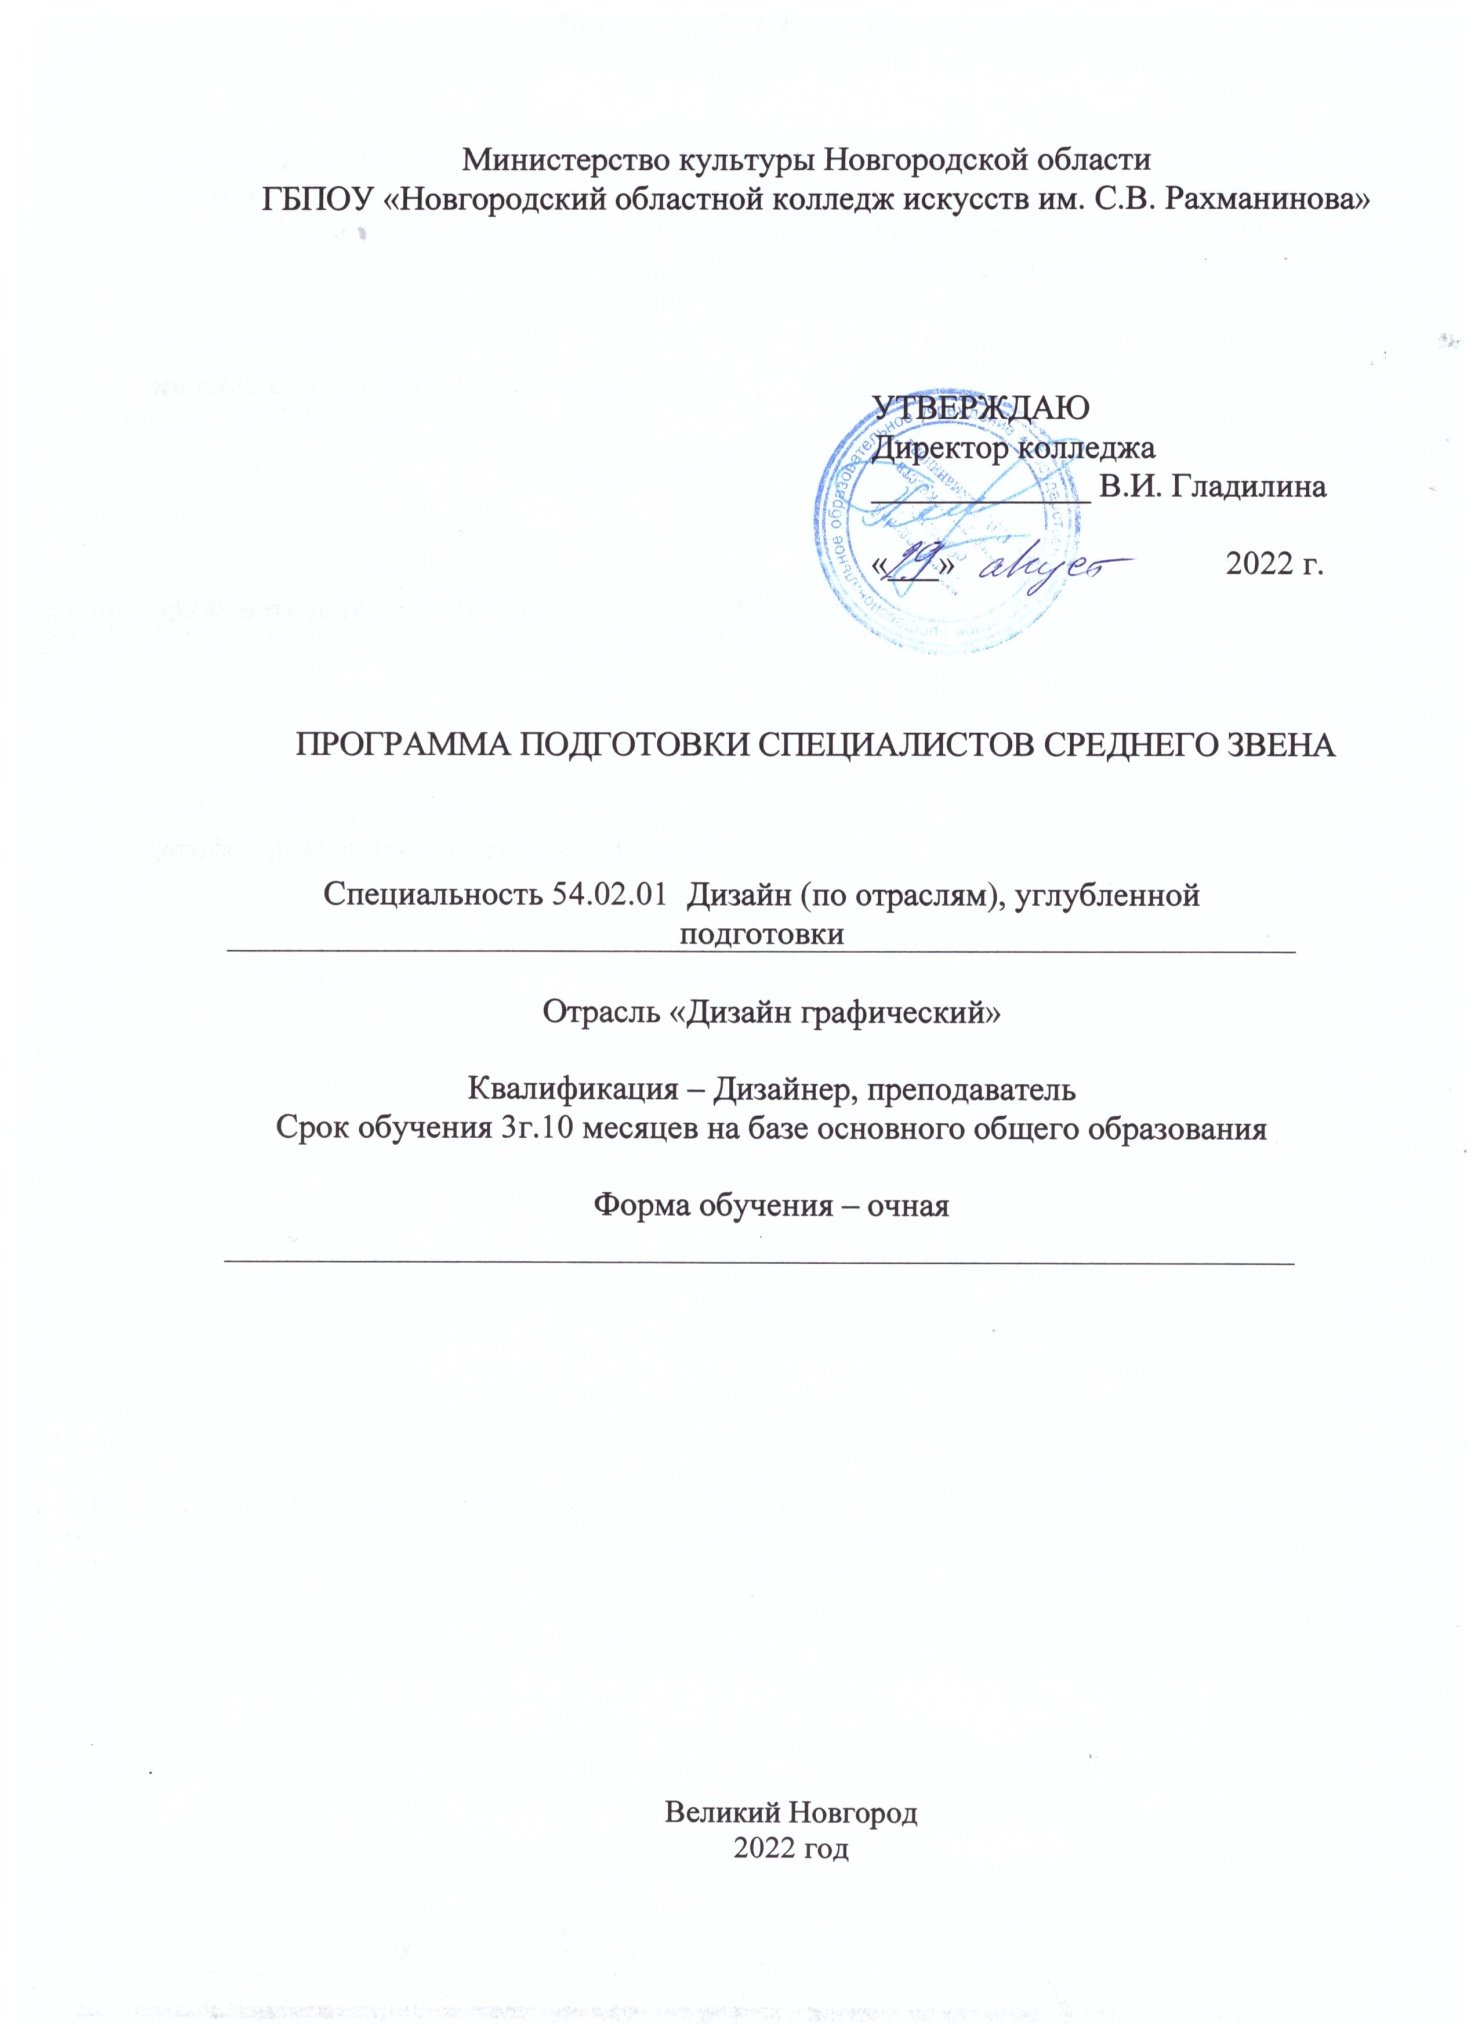 Министерство культуры Новгородской области
ГБПОУ «Новгородский областной колледж искусств им. С.В. Рахманинова»
УТВЕРЖДАЮ
Директор колледжа
_____________ В.И. Гладилина
«29» август 2022 г.
ПРОГРАММА ПОДГОТОВКИ СПЕЦИАЛИСТОВ СРЕДНЕГО ЗВЕНА
Специальность 54.02.01 Дизайн (по отраслям), углубленной
подготовки
Отрасль «Дизайн графический»
Квалификация – Дизайнер, преподаватель
Срок обучения 3г.10 месяцев на базе основного общего образования
Форма обучения – очная
Великий Новгород
2022 год